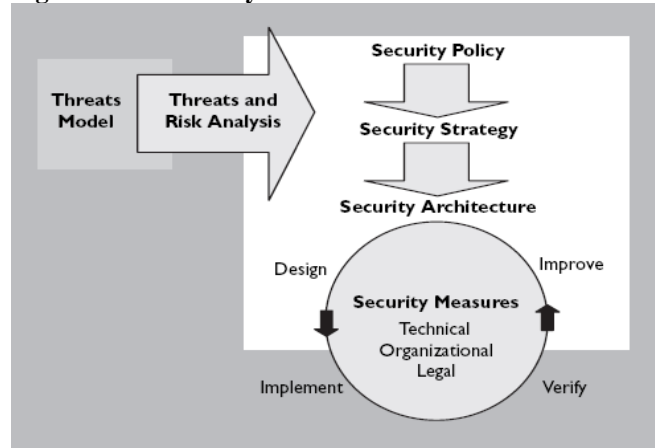 Security Policy
Threats
Model
Threats and
Risk Analysis
Security Strategy
Security Architecture
Design
Improve
Security Measures
Technical
Organizational
Legal
Implement
Verify